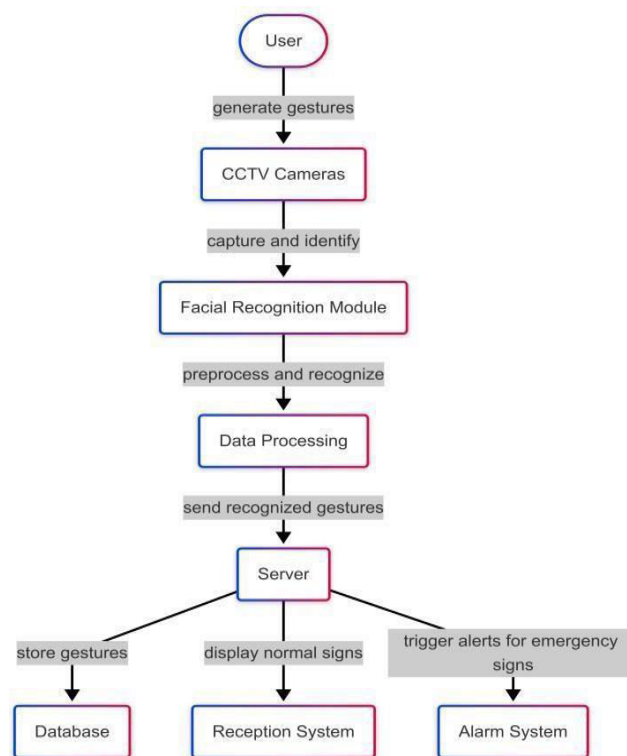 User
generate gestures
CCTV Cameras
capture and identify
Facial Recognition Module
preprocess and recognize
Data Processing
send recognized gestures
Server
store gestures
display normal signs
trigger alerts for emergency
signs
Database
Reception System
Alarm System